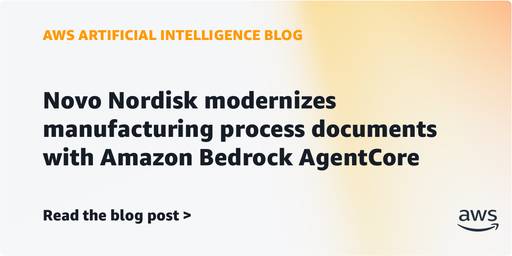 AWS ARTIFICIAL INTELLIGENCE BLOG
Novo Nordisk modernizes
manufacturing process documents
with Amazon Bedrock AgentCore
Read the blog post >
aws